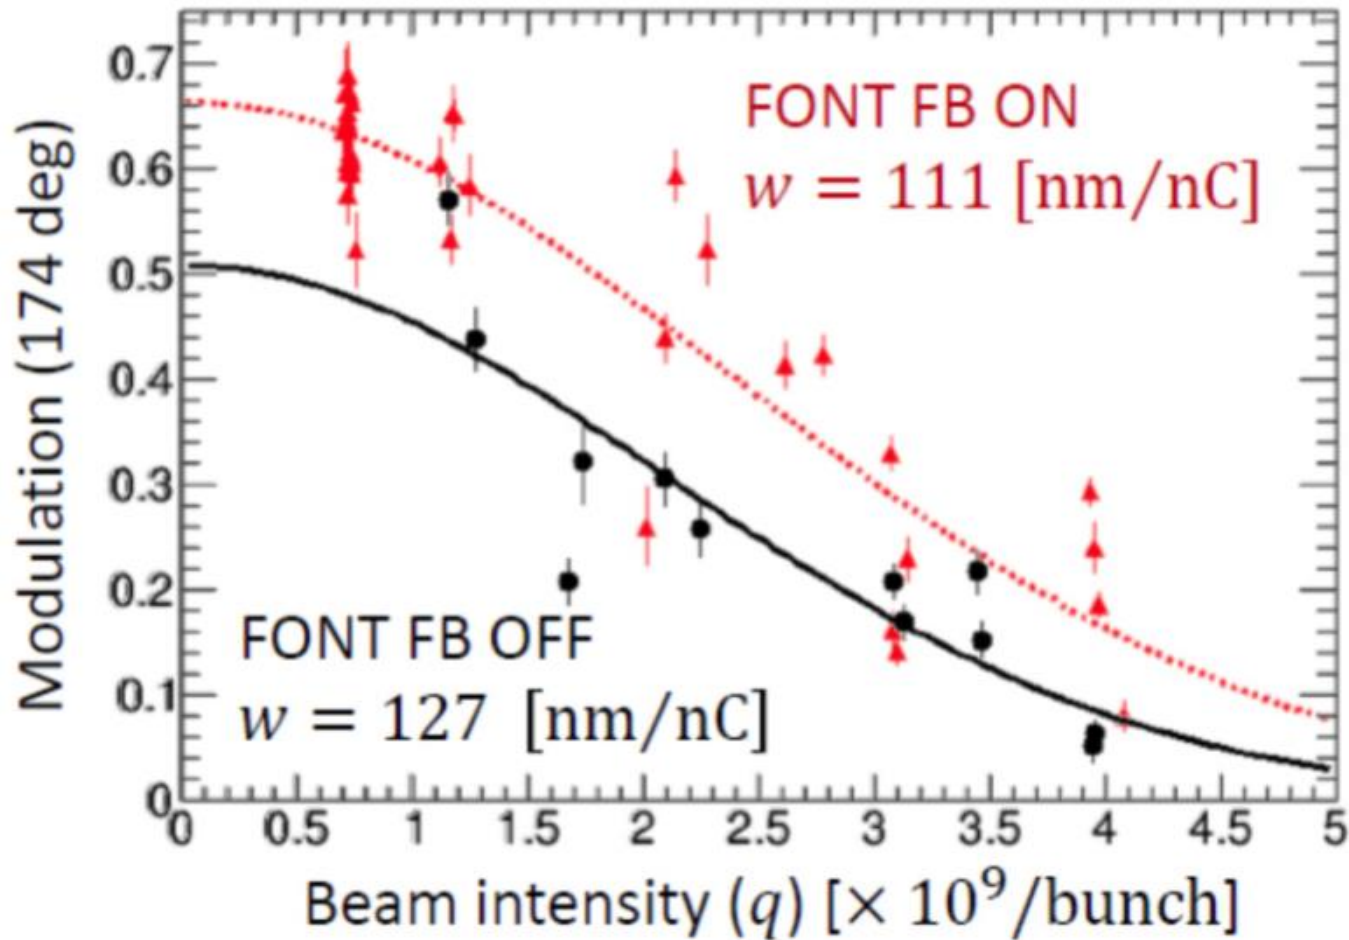 Modulation (174 deg)
0.7
0.6
0.5
0.4
0.3
0.2
0.1
0
FONT FB ON
w = 111 [nm/nC]
FONT FB OFF
w = 127 [nm/nC]
0 0.5 1 1.5 2 2.5 3 3.5 4 4.5 5
Beam intensity (q) [× 10⁹/bunch]